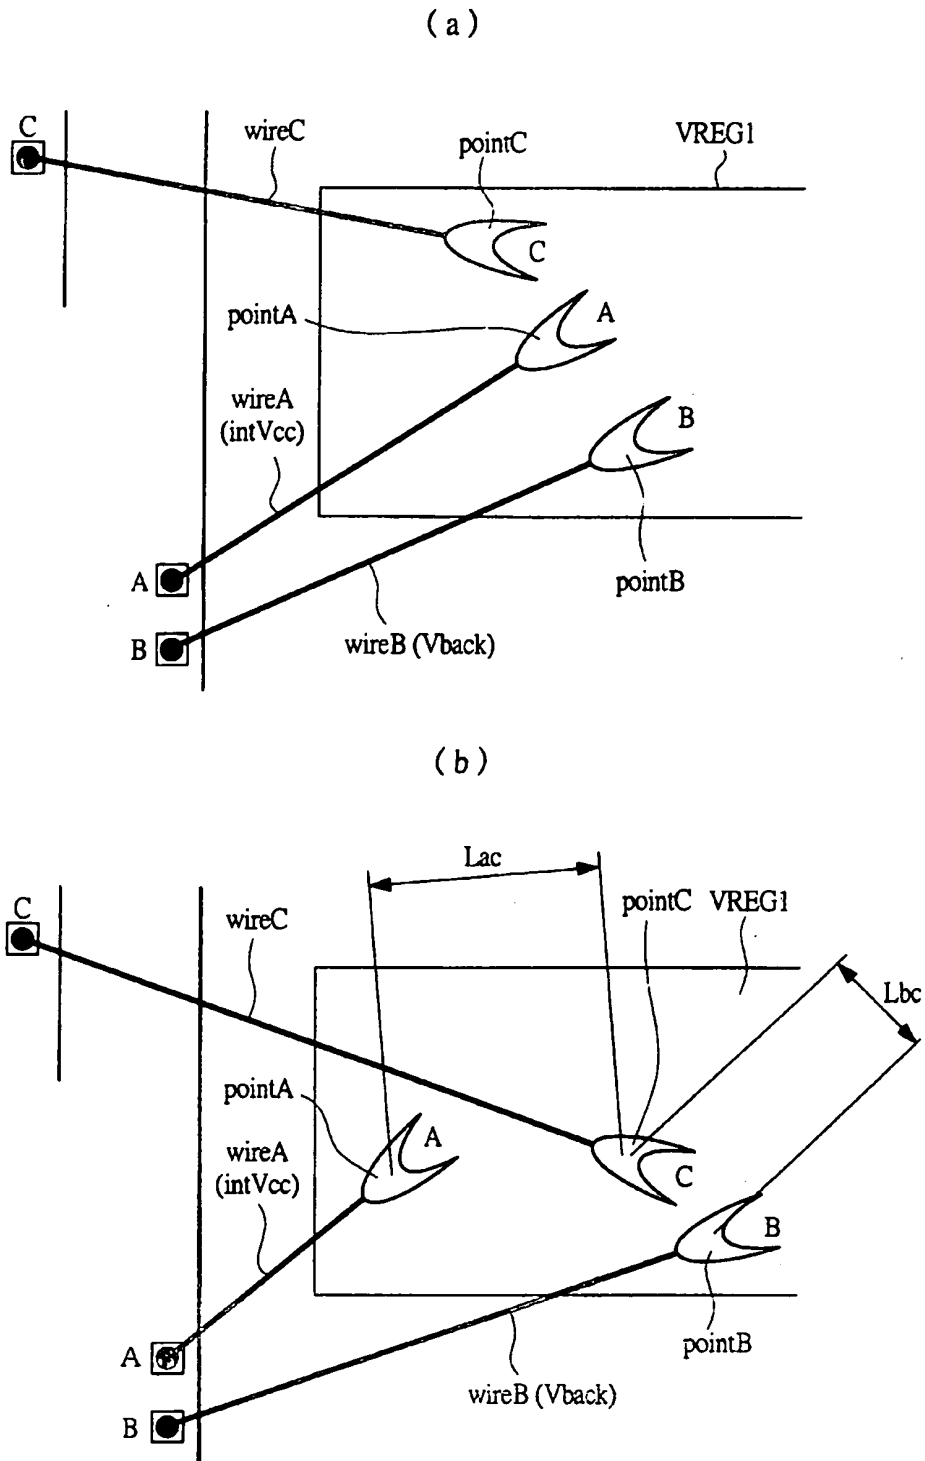 (a)
C
wireC
pointC
VREG1
C
pointA
A
wireA
(intVcc)
B
A
pointB
B
wireB (Vback)
(b)
Lac
C
wireC
pointC
VREG1
Lbc
pointA
A
wireA
(intVcc)
C
B
A
pointB
B
wireB (Vback)